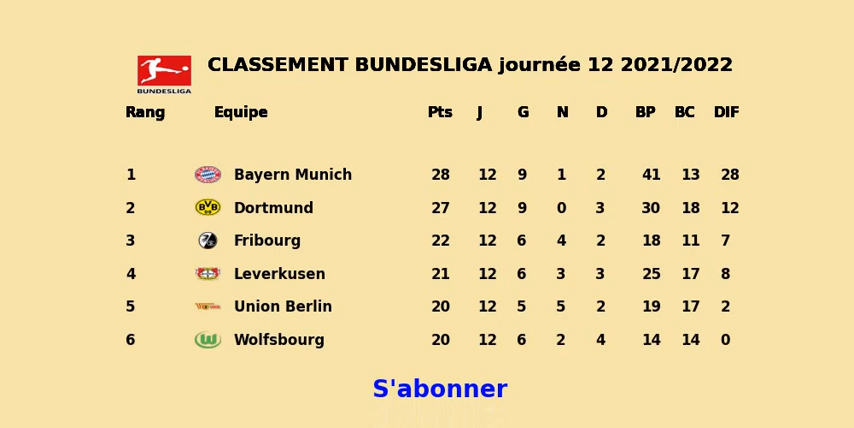 CLASSEMENT BUNDESLIGA journée 12 2021/2022
BUNDESLIGA
Rang Equipe Pts J G N D BP BC DIF
1 Bayern Munich 28 12 9 1 2 41 13 28
2 BVB 09 Dortmund 27 12 9 0 3 30 18 12
3 Fribourg 22 12 6 4 2 18 11 7
4 Leverkusen 21 12 6 3 3 25 17 8
5 Union Berlin 20 12 5 5 2 19 17 2
6 W Wolfsbourg 20 12 6 2 4 14 14 0
S'abonner